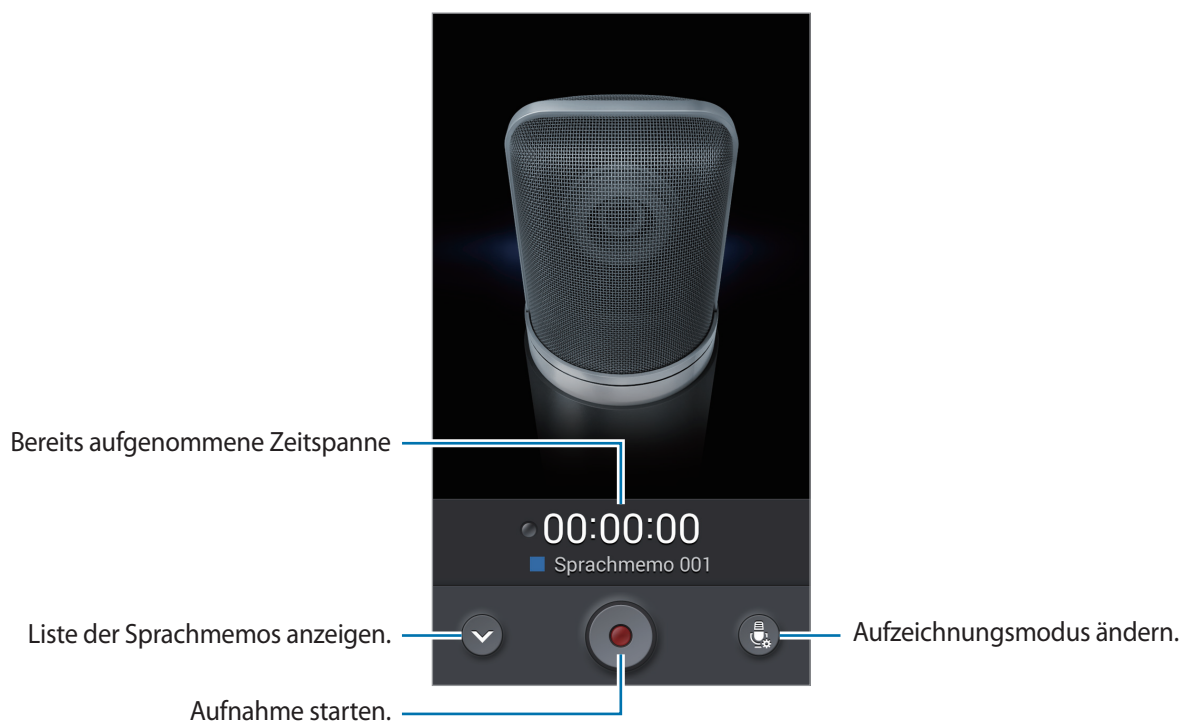 Bereits aufgenommene Zeitspanne
00:00:00
Sprachmemo 001
Liste der Sprachmemos anzeigen.
Aufzeichnungsmodus ändern.
Aufnahme starten.